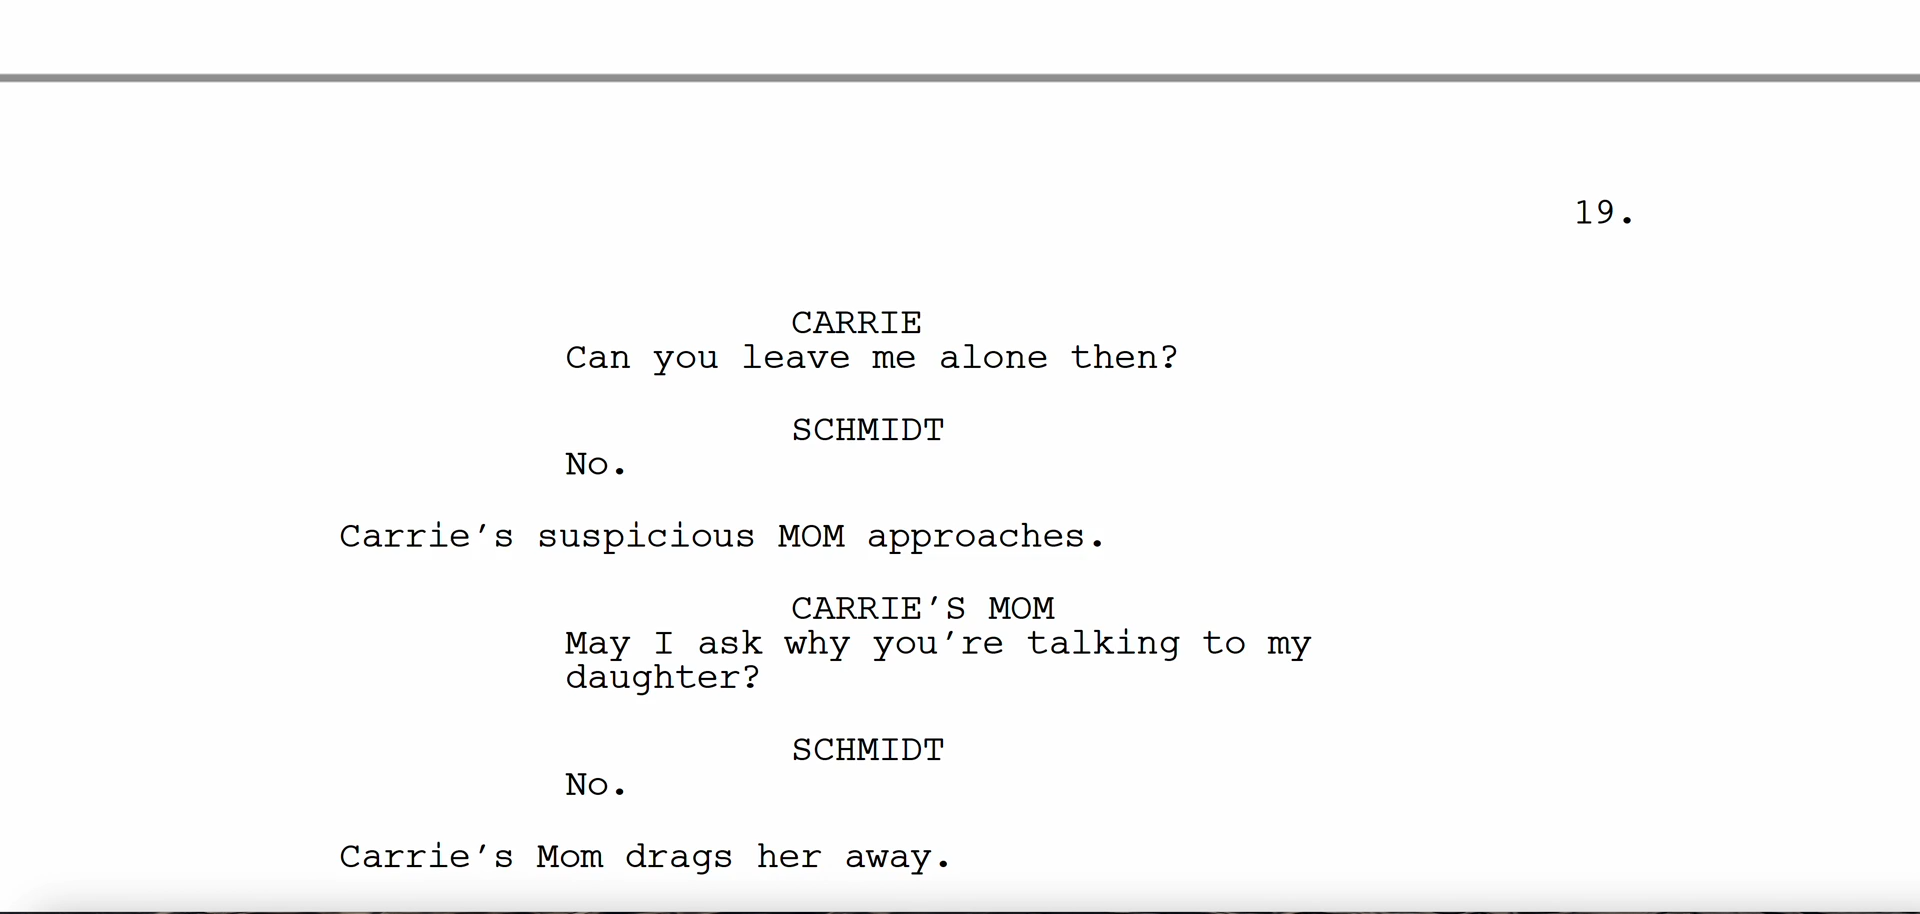 19.
CARRIE
Can you leave me alone then?
SCHMIDT
No.
Carrie’s suspicious MOM approaches.
CARRIE’S MOM
May I ask why you’re talking to my
daughter?
SCHMIDT
No.
Carrie’s Mom drags her away.